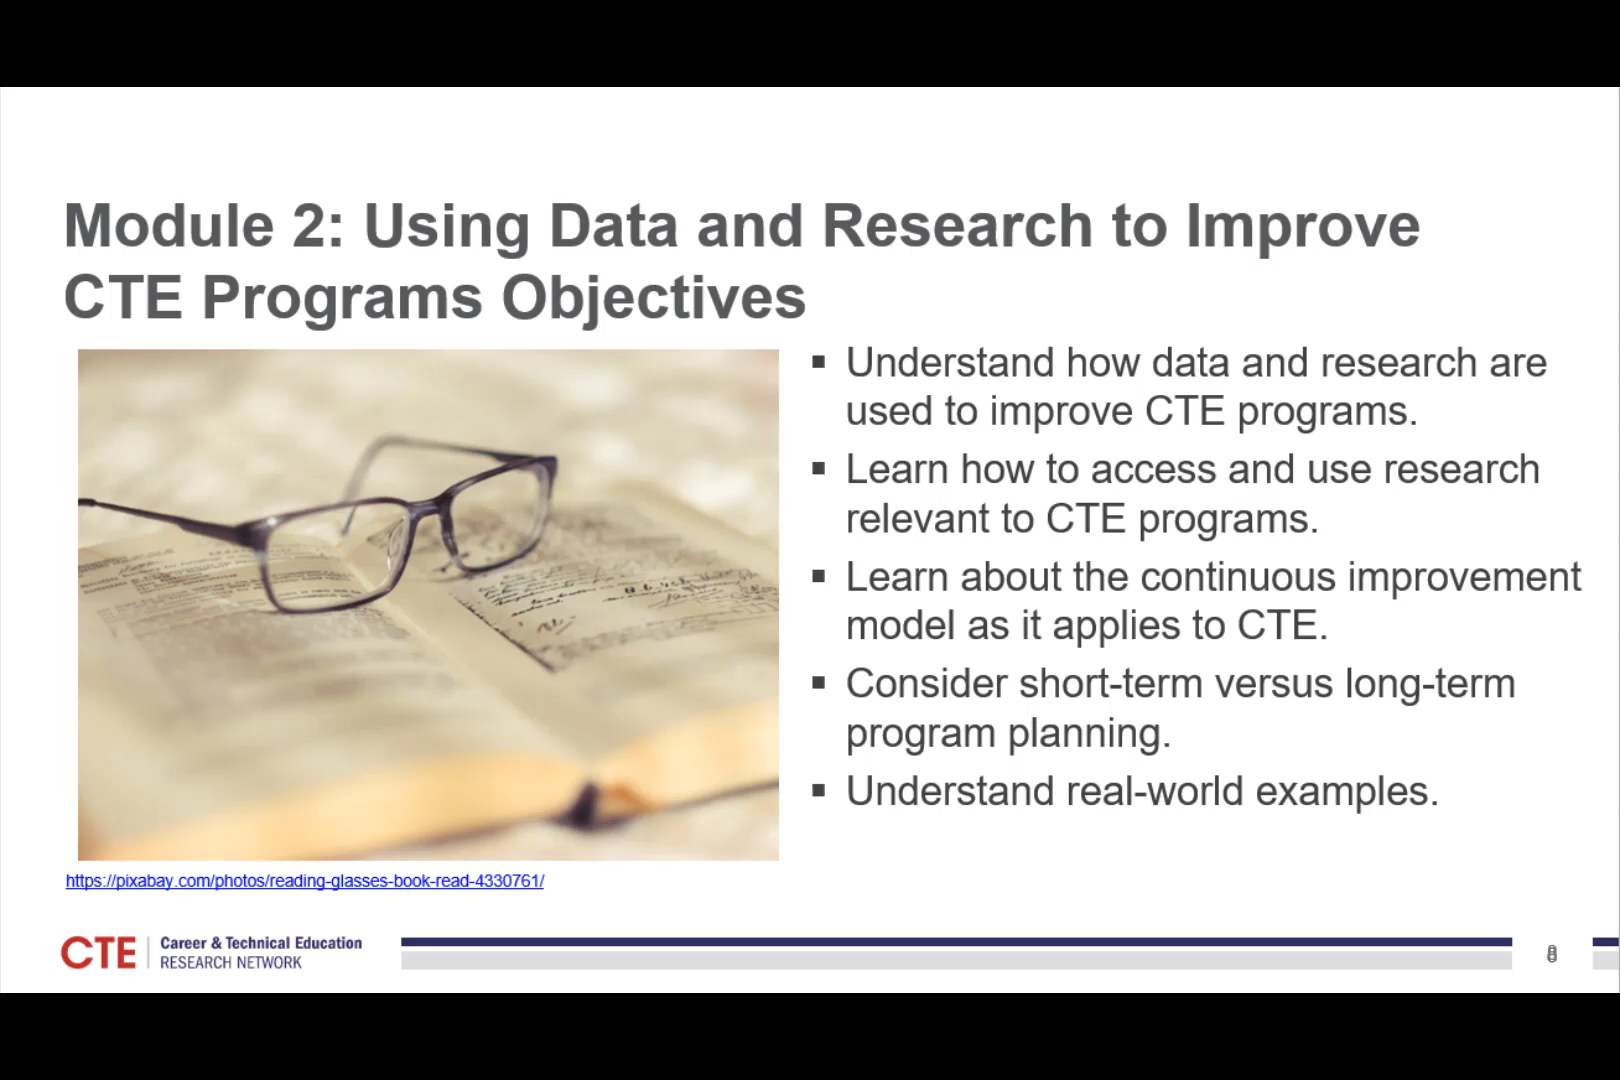 Module 2: Using Data and Research to Improve
CTE Programs Objectives
▪ Understand how data and research are
used to improve CTE programs.
▪ Learn how to access and use research
relevant to CTE programs.
▪ Learn about the continuous improvement
model as it applies to CTE.
▪ Consider short-term versus long-term
program planning.
▪ Understand real-world examples.
https://pixabay.com/photos/reading-glasses-book-read-4330761/
CTE
Career & Technical Education
RESEARCH NETWORK
8